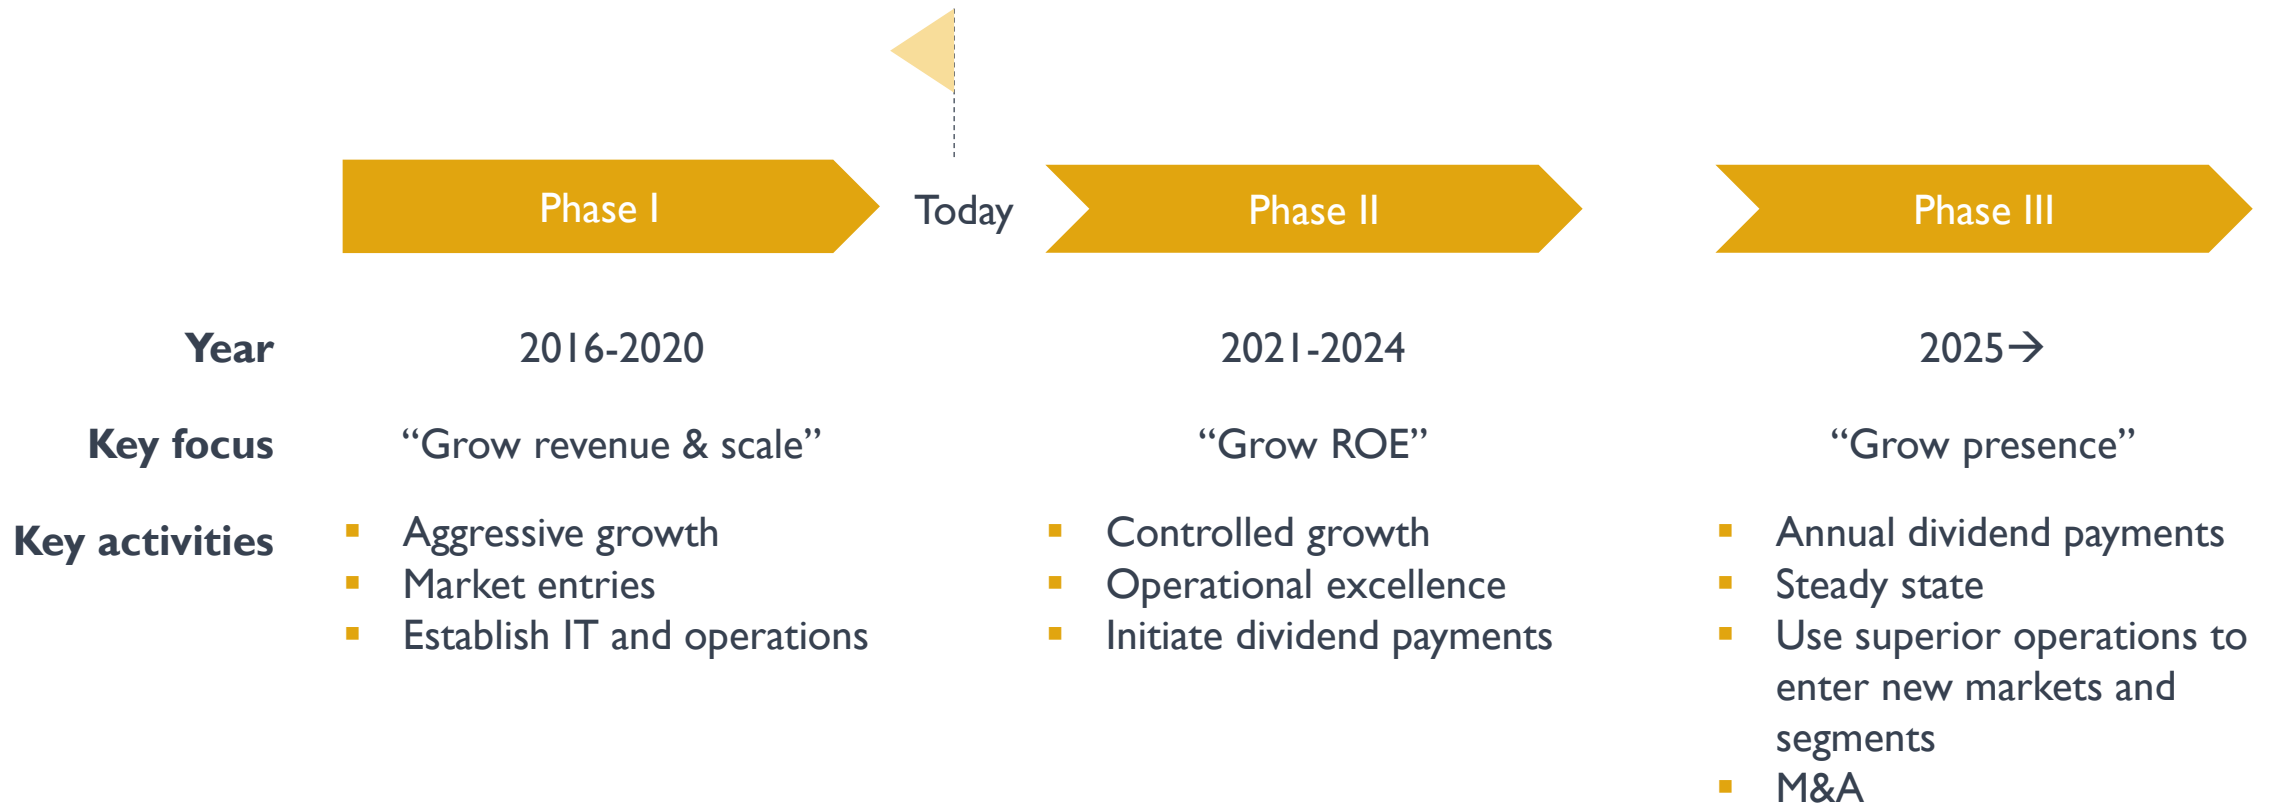 Phase I
Today
Phase II
Phase III
Year
2016-2020
2021-2024
2025→
Key focus
“Grow revenue & scale”
“Grow ROE”
“Grow presence”
Key activities
▪ Aggressive growth
▪ Market entries
▪ Establish IT and operations
▪ Controlled growth
▪ Operational excellence
▪ Initiate dividend payments
▪ Annual dividend payments
▪ Steady state
▪ Use superior operations to
enter new markets and
segments
▪ M&A